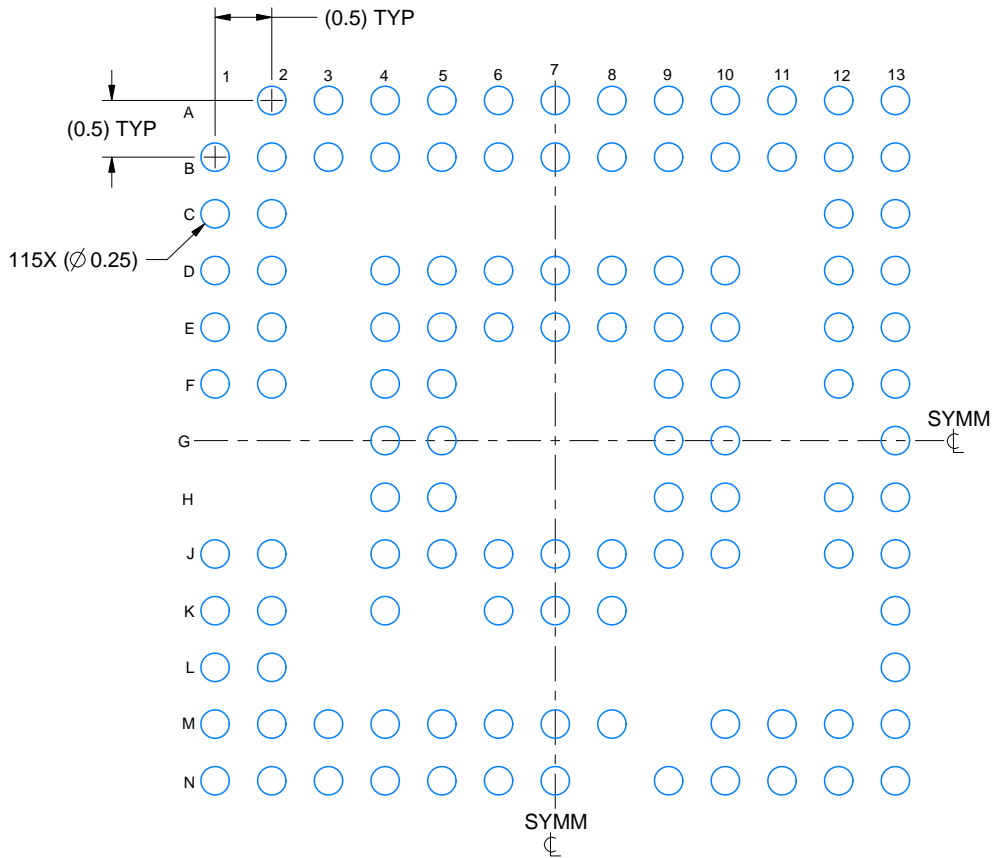 (0.5) TYP
1 2 3 4 5 6 7 8 9 10 11 12 13
A
(0.5) TYP
B
C
115X (∅ 0.25)
D
E
F
SYMM
G
H
J
K
L
M
N
SYMM